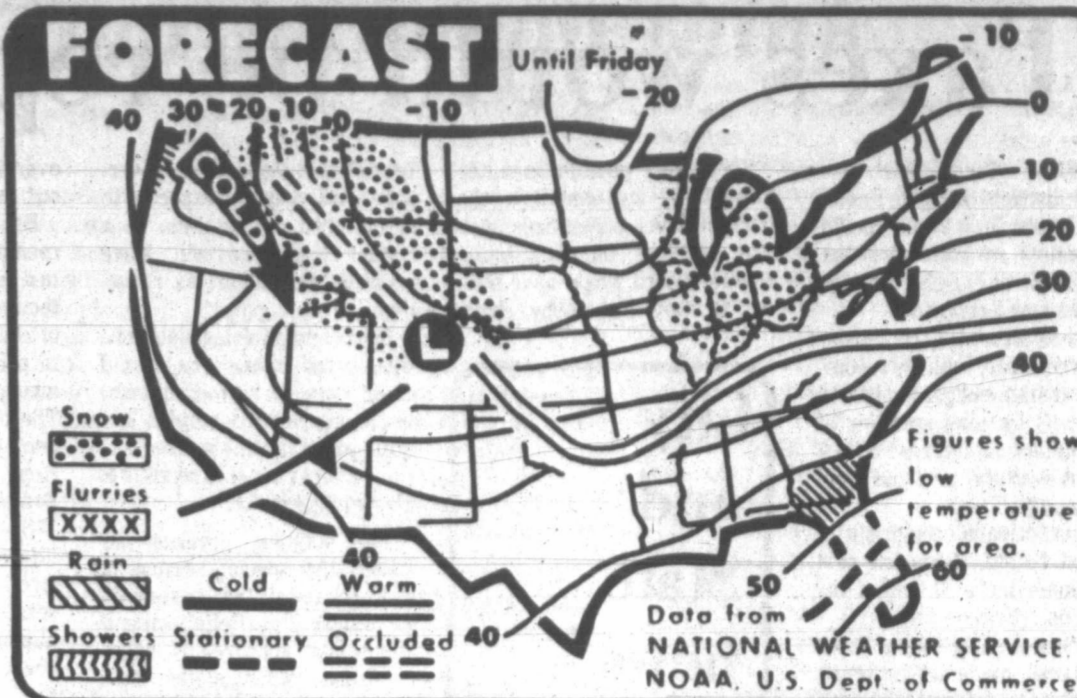 FORECAST
Until Friday
40 30 -20 -10 -0 -10 -20 -10
0
10
20
30
40
COLD
L
Snow
Flurries
XXXX
Rain
Showers
Cold
Warm
Stationary
Occluded
40
40
50
60
Figures show
low
temperature
for area.
Data from
NATIONAL WEATHER SERVICE,
NOAA, U.S. Dept. of Commerce